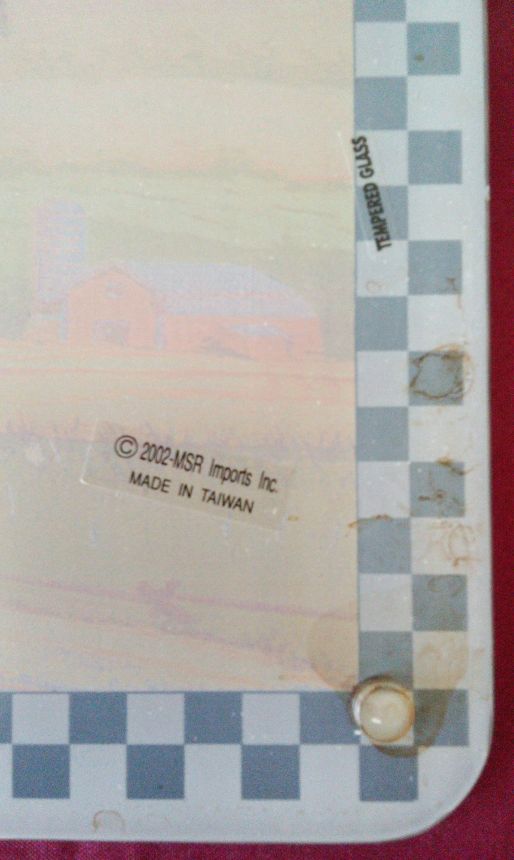 TEMPERED GLASS
© 2002-MSR Imports Inc.
MADE IN TAIWAN